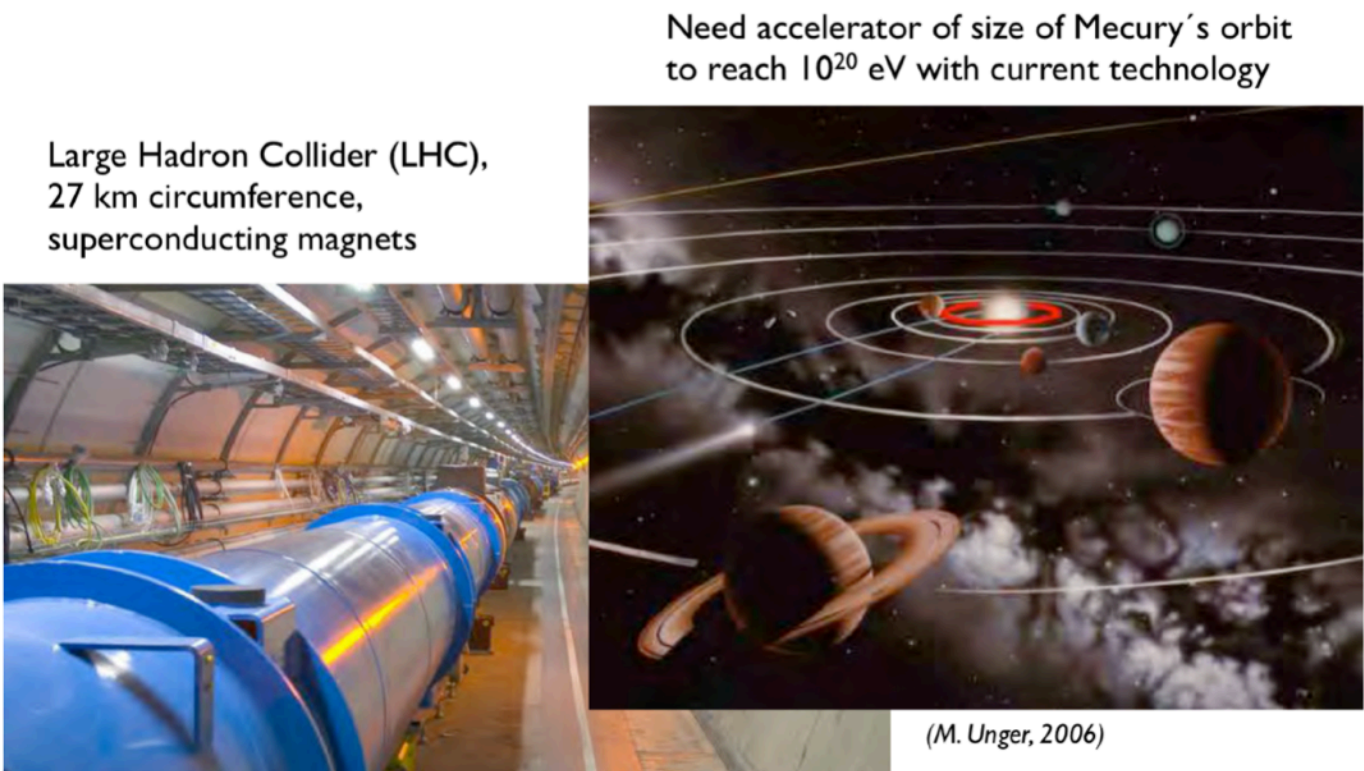 Need accelerator of size of Mecury´s orbit
to reach 10²⁰ eV with current technology
Large Hadron Collider (LHC),
27 km circumference,
superconducting magnets
(M. Unger, 2006)